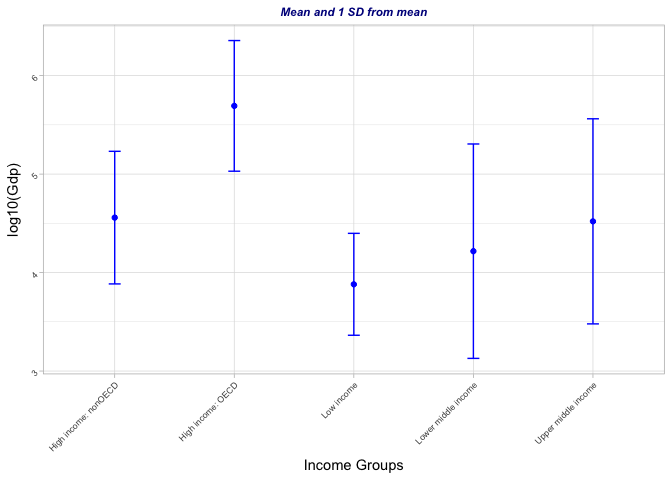 Mean and 1 SD from mean
6
5
4
3
log10(Gdp)
High income: nonOECD
High income: OECD
Low income
Lower middle income
Upper middle income
Income Groups